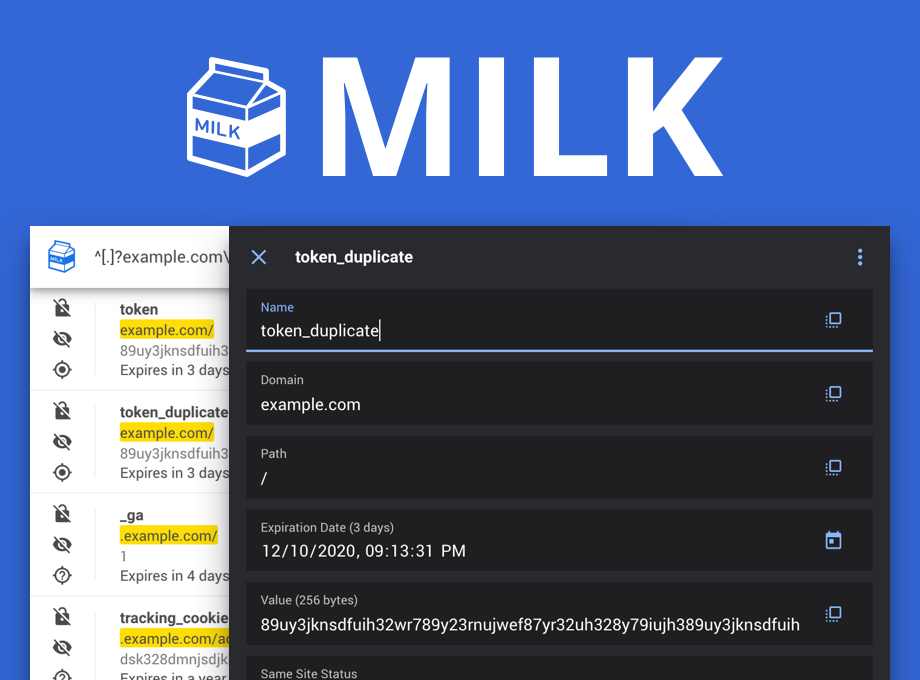 MILK
MILK
MILK
^[.]?example.com\
token
example.com/
89uy3jknsdfuih3
Expires in 3 days
token_duplicate
example.com/
89uy3jknsdfuih3
Expires in 3 days
_ga
.example.com/
1
Expires in 4 days
tracking_cookie
.example.com/ac
dsk328dmnjsdjk
Expires in a year
token_duplicate
Name
token_duplicate
Domain
example.com
Path
/
Expiration Date (3 days)
12/10/2020, 09:13:31 PM
Value (256 bytes)
89uy3jknsdfuih32wr789y23rnujwef87yr32uh328y79iujh389uy3jknsdfuih
Same Site Status